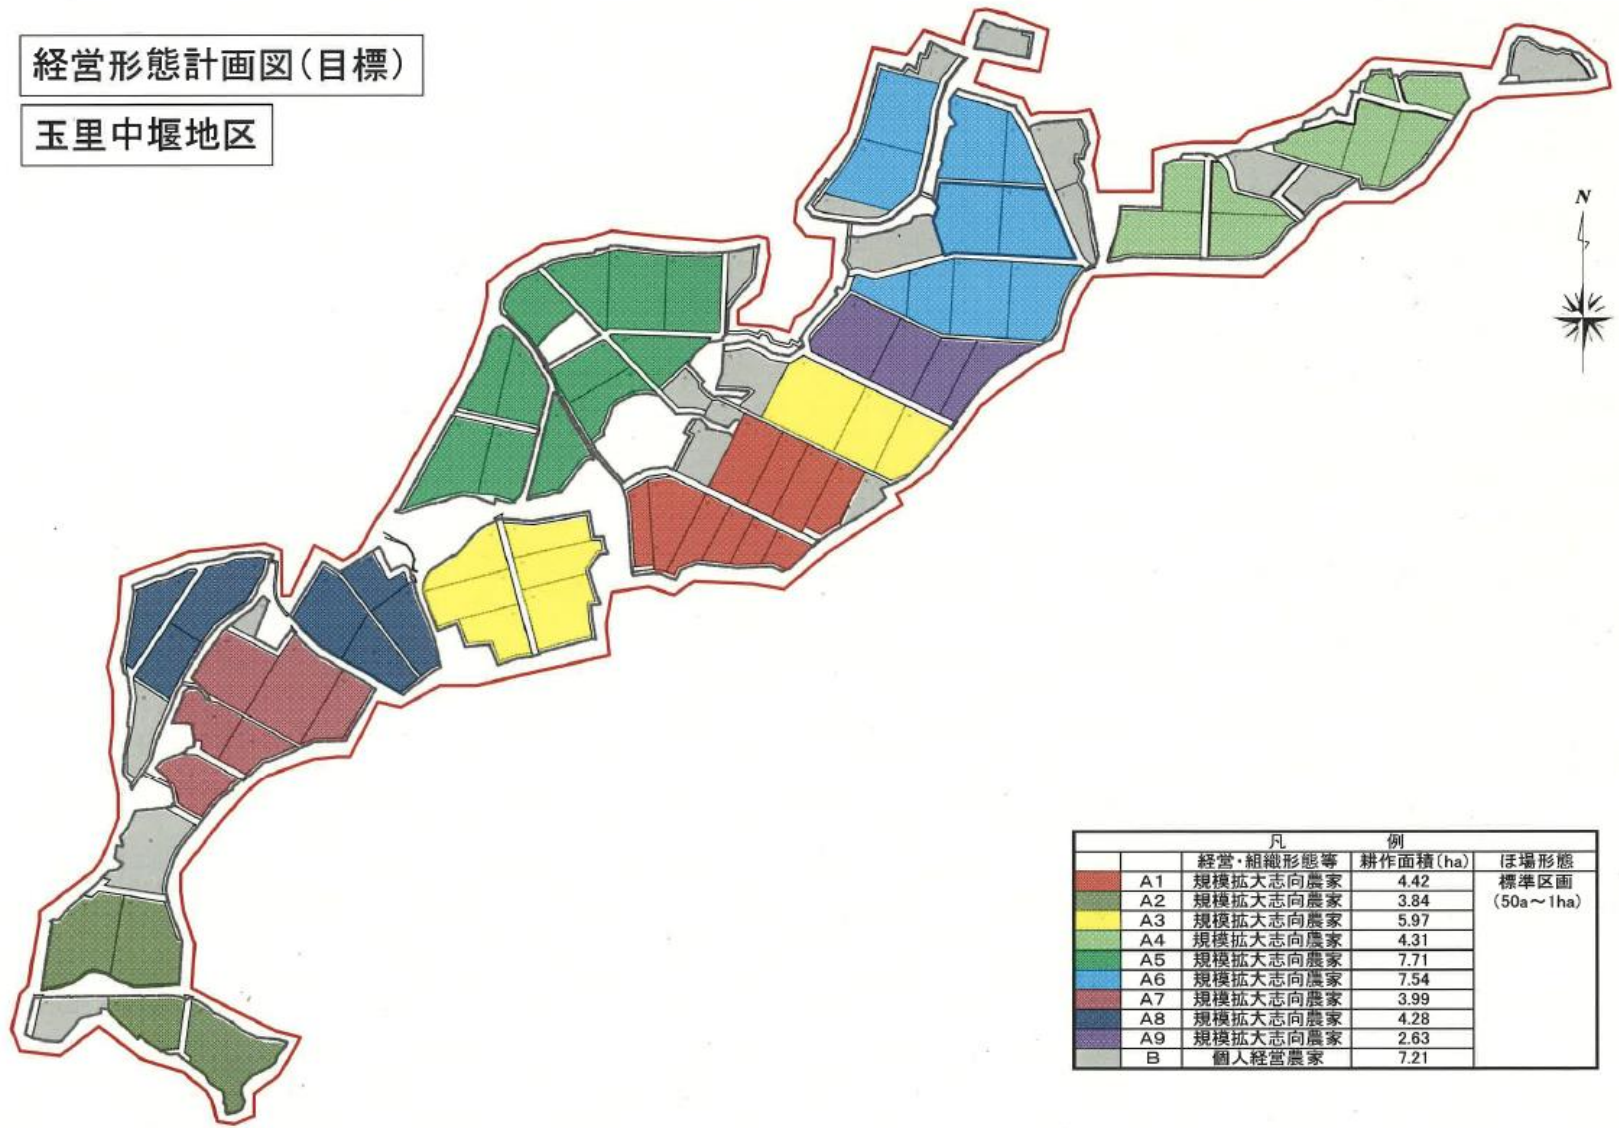 経営形態計画図(目標)
玉里中堰地区
N
凡 例
経営・組織形態等 耕作面積(ha) ほ場形態
A1 規模拡大志向農家 4.42 標準区画
A2 規模拡大志向農家 3.84 (50a~1ha)
A3 規模拡大志向農家 5.97
A4 規模拡大志向農家 4.31
A5 規模拡大志向農家 7.71
A6 規模拡大志向農家 7.54
A7 規模拡大志向農家 3.99
A8 規模拡大志向農家 4.28
A9 規模拡大志向農家 2.63
B 個人経営農家 7.21